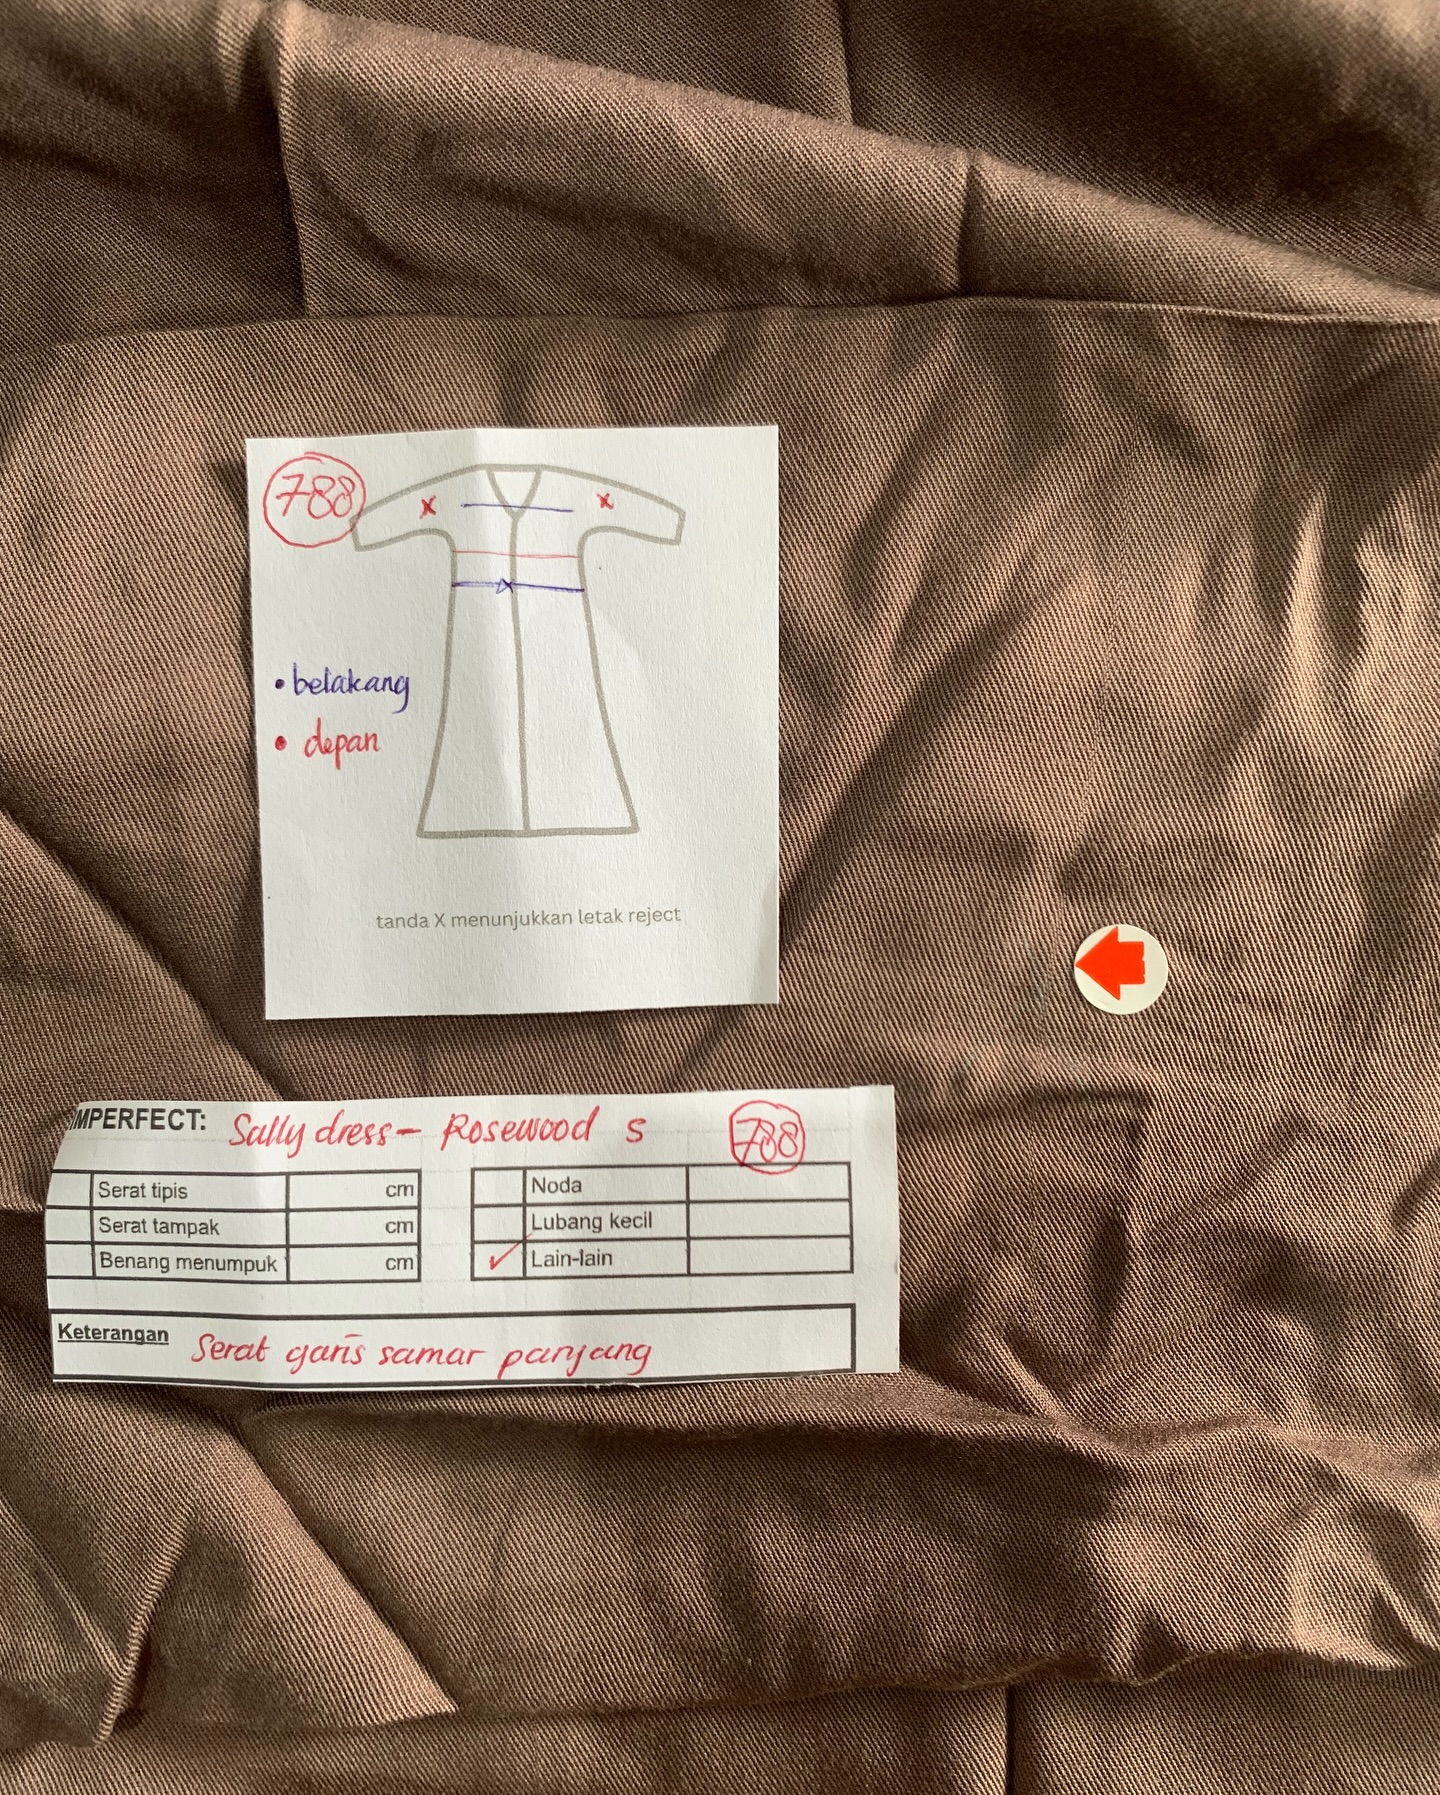 788
x x
x
• belakang
• depan
tanda X menunjukkan letak reject
IMPERFECT: Sally dress - Rosewood S 788
Serat tipis cm
Serat tampak cm
Benang menumpuk cm
Noda
Lubang kecil
✓ Lain-lain
Keterangan Serat garis samar panjang